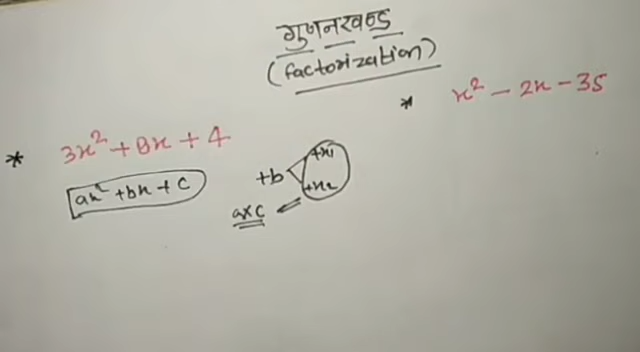 गुणनखण्ड
(factorization)
* x² - 2x - 35
* 3x² + 8x + 4
ax² + bx + c
+b
+x₁
+x₂
a×c